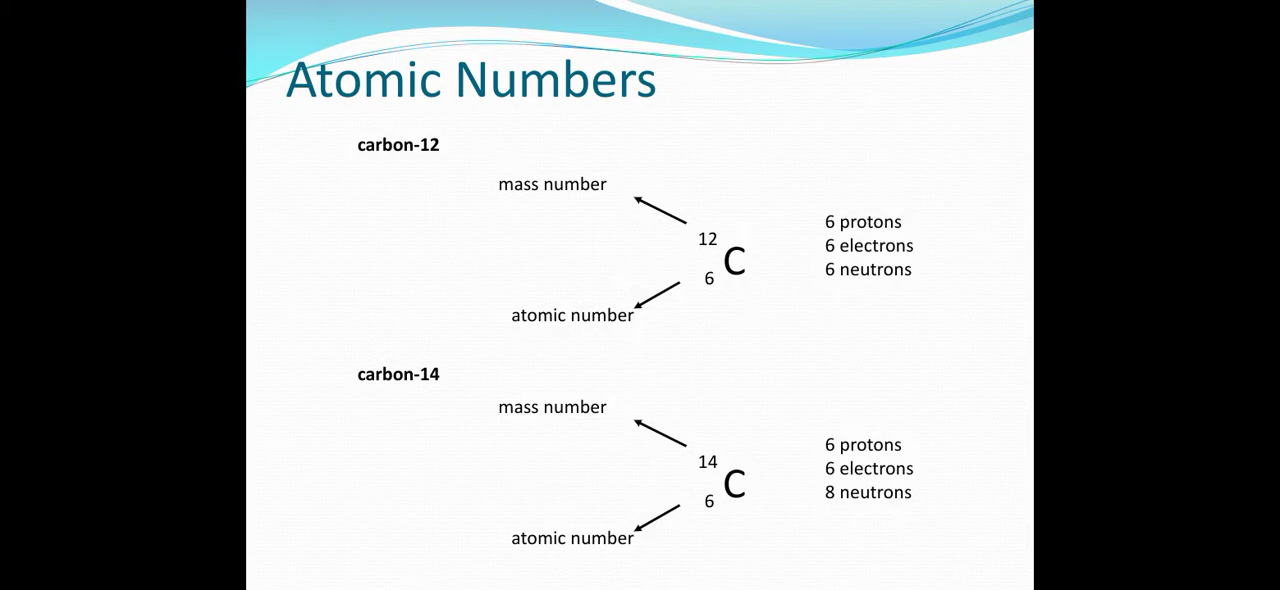 Atomic Numbers
carbon-12
mass number
12
C
6
atomic number
6 protons
6 electrons
6 neutrons
carbon-14
mass number
14
C
6
atomic number
6 protons
6 electrons
8 neutrons